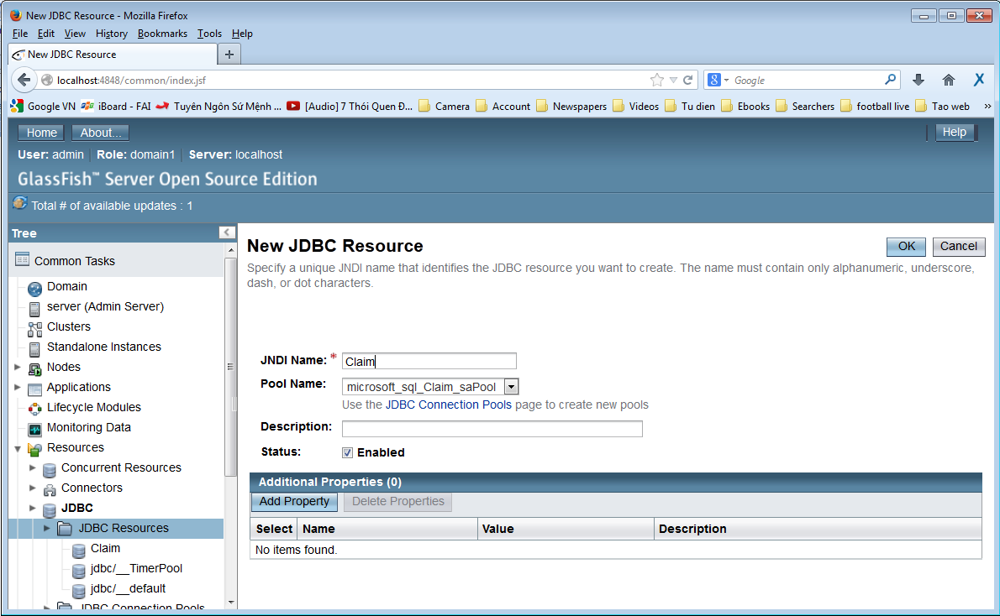 New JDBC Resource - Mozilla Firefox
File Edit View History Bookmarks Tools Help
New JDBC Resource
localhost:4848/common/index.jsf
Google
Google VN iBoard - FAI Tuyên Ngôn Sứ Mệnh ... [Audio] 7 Thói Quen Đ... Camera Account Newspapers Videos Tu dien Ebooks Searchers football live Tao web »
Home About... Help
User: admin Role: domain1 Server: localhost
GlassFish™ Server Open Source Edition
Total # of available updates : 1
Tree
Common Tasks
Domain
server (Admin Server)
Clusters
Standalone Instances
Nodes
Applications
Lifecycle Modules
Monitoring Data
Resources
Concurrent Resources
Connectors
JDBC
JDBC Resources
Claim
jdbc/__TimerPool
jdbc/__default
JDBC Connection Pools
New JDBC Resource
OK Cancel
Specify a unique JNDI name that identifies the JDBC resource you want to create. The name must contain only alphanumeric, underscore,
dash, or dot characters.
JNDI Name: * Claim
Pool Name: microsoft_sql_Claim_saPool
Use the JDBC Connection Pools page to create new pools
Description:
Status: Enabled
Additional Properties (0)
Add Property Delete Properties
Select Name Value Description
No items found.